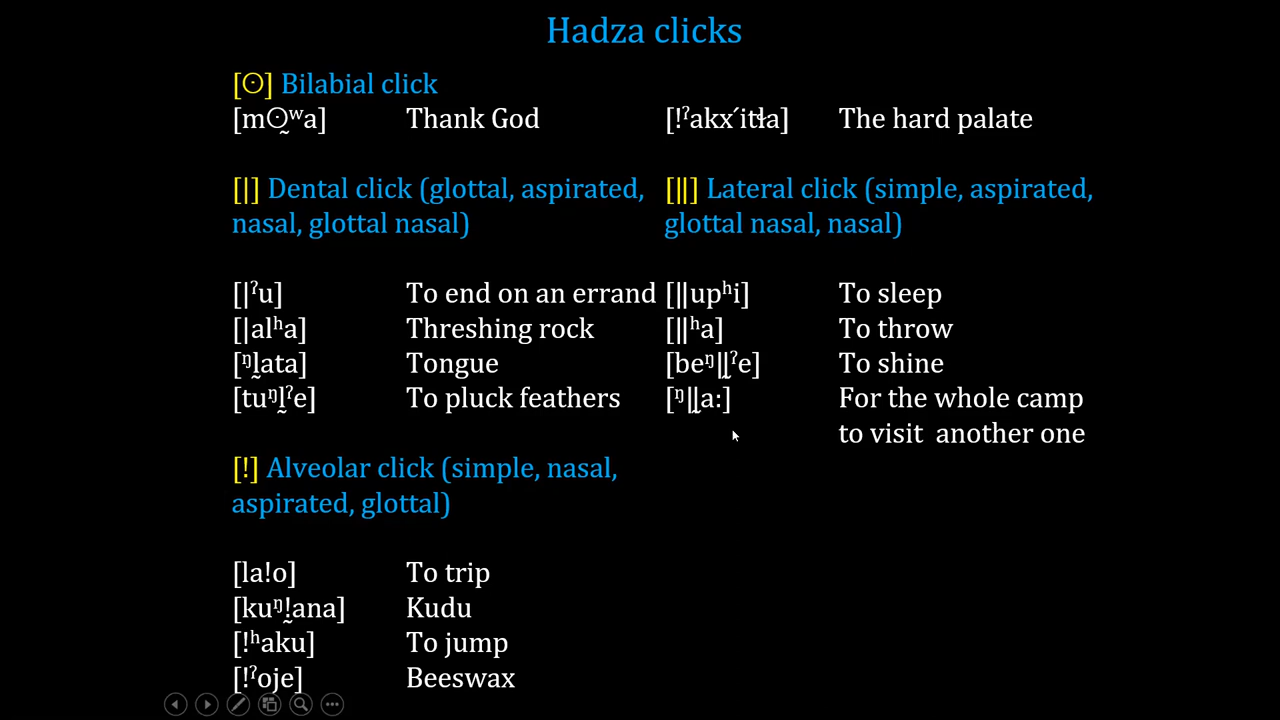 Hadza clicks
[ʘ] Bilabial click
[mʘ̰ʷa] Thank God
[!ˀakx´itɬa] The hard palate
[|] Dental click (glottal, aspirated,
nasal, glottal nasal)
[|ˀu] To end on an errand
[|alʰa] Threshing rock
[ᵑ|̰ata] Tongue
[tuᵑ|̰ˀe] To pluck feathers
[!] Alveolar click (simple, nasal,
aspirated, glottal)
[la!o] To trip
[kuᵑ!̰ana] Kudu
[!ʰaku] To jump
[!ˀoje] Beeswax
[‖] Lateral click (simple, aspirated,
glottal nasal, nasal)
[‖upʰi] To sleep
[‖ʰa] To throw
[beᵑ‖̰ˀe] To shine
[ᵑ‖̰a:] For the whole camp
to visit another one